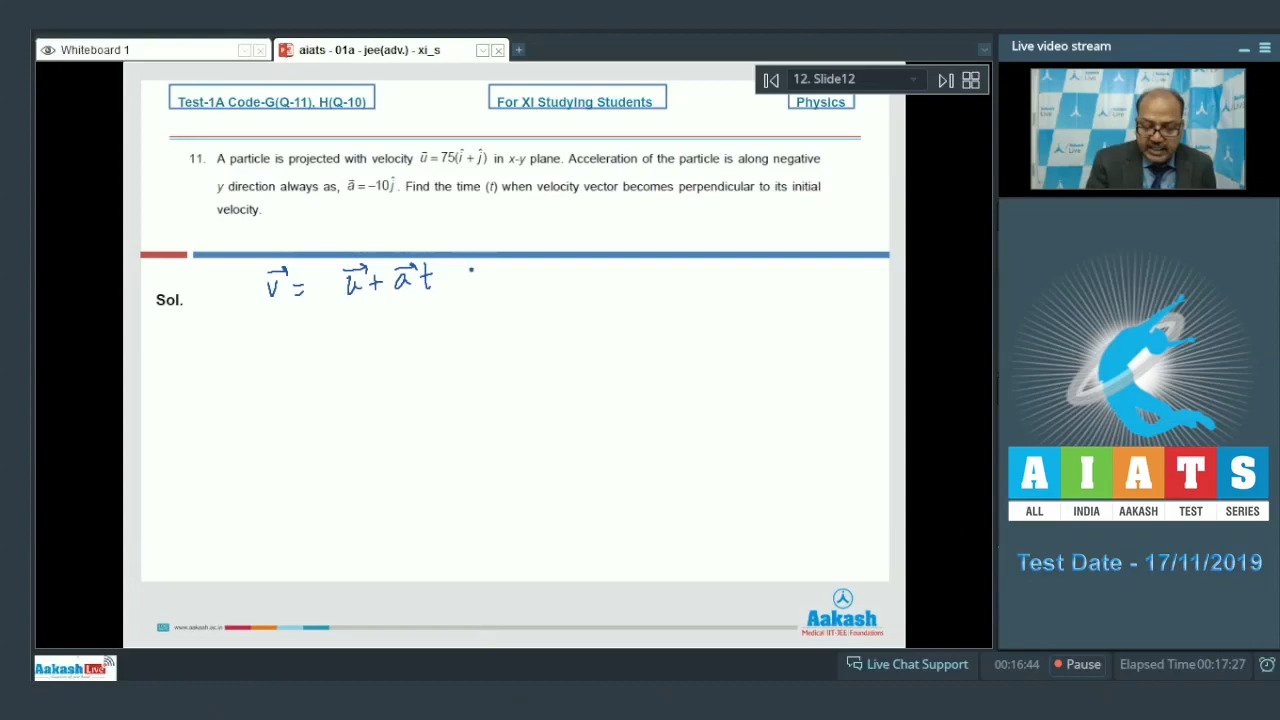 Whiteboard 1
aiats - 01a - jee(adv.) - xi_s
Live video stream
12. Slide12
Test-1A Code-G(Q-11), H(Q-10)
For XI Studying Students
Physics
11. A particle is projected with velocity u⃗ = 75(î + ĵ) in x-y plane. Acceleration of the particle is along negative
y direction always as, a⃗ = −10ĵ. Find the time (t) when velocity vector becomes perpendicular to its initial
velocity.
v⃗ = u⃗ + a⃗ t
Sol.
A I A T S
ALL INDIA AAKASH TEST SERIES
Test Date - 17/11/2019
www.aakash.ac.in
Aakash
Medical | IIT-JEE | Foundations
Aakash Live
Live Chat Support
00:16:44
Pause
Elapsed Time 00:17:27